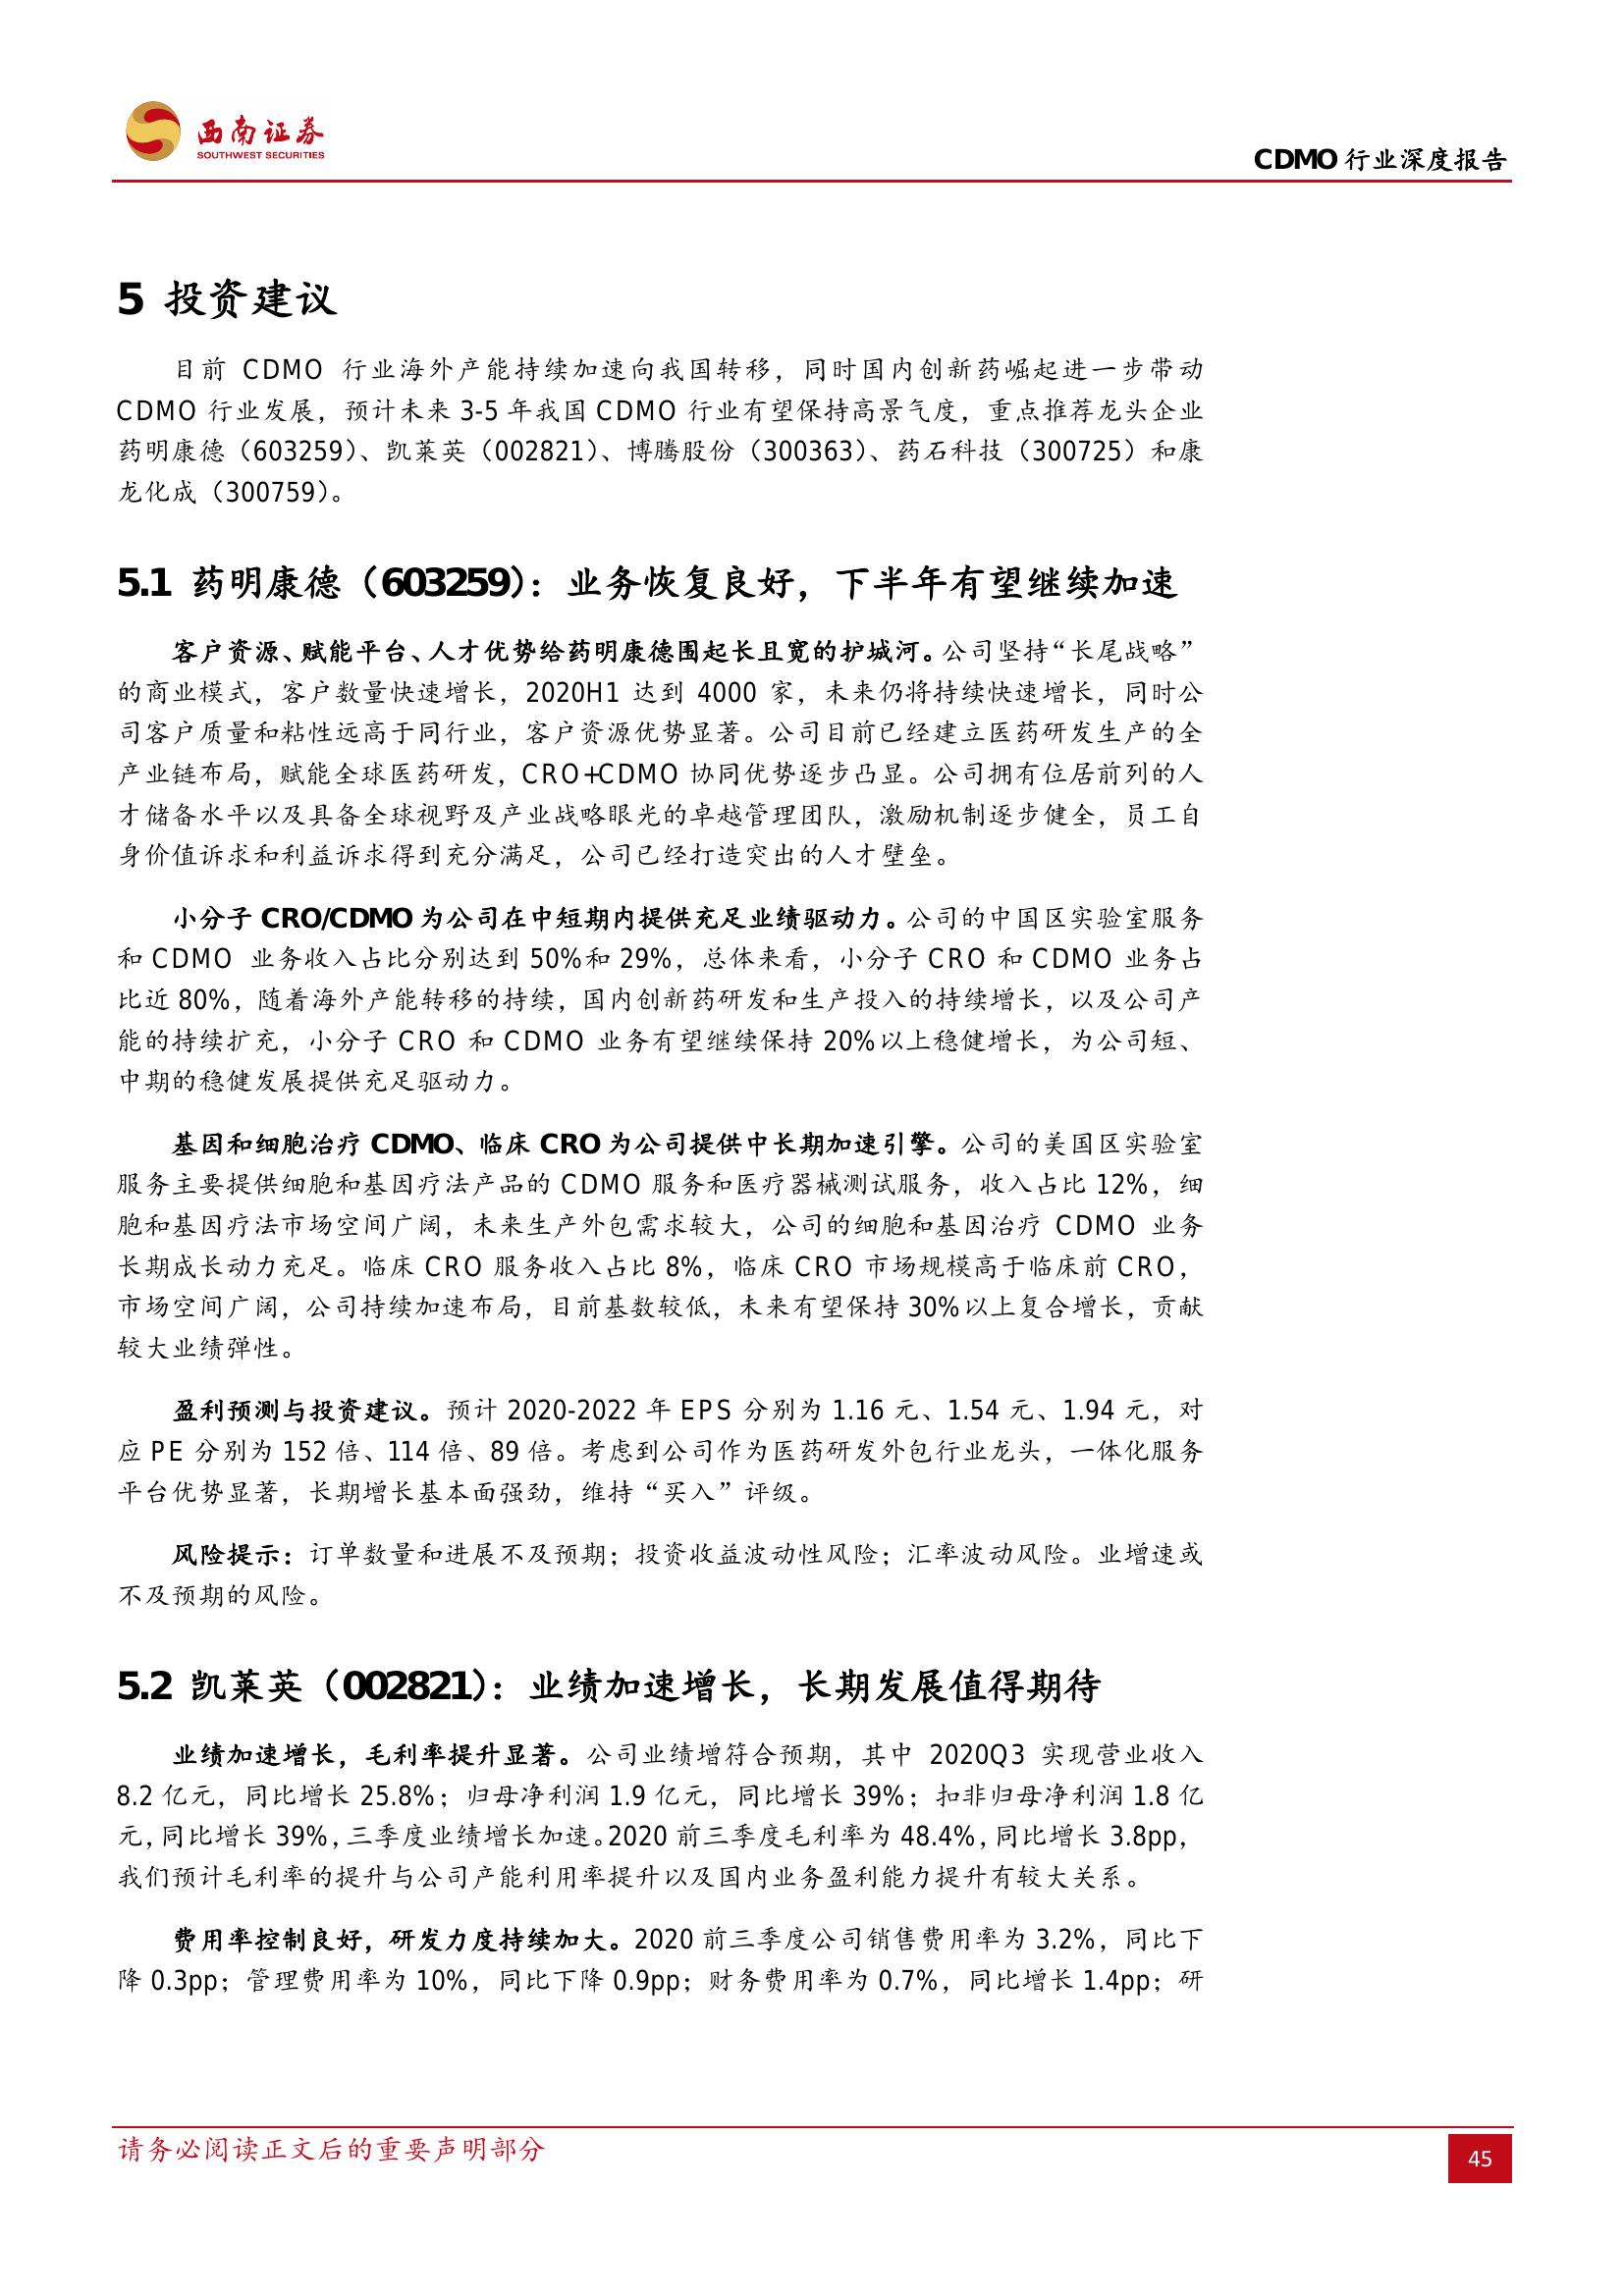 西南证券
SOUTHWEST SECURITIES
CDMO 行业深度报告
5 投资建议
目前 CDMO 行业海外产能持续加速向我国转移，同时国内创新药崛起进一步带动
CDMO 行业发展，预计未来 3-5 年我国 CDMO 行业有望保持高景气度，重点推荐龙头企业
药明康德（603259）、凯莱英（002821）、博腾股份（300363）、药石科技（300725）和康
龙化成（300759）。
5.1 药明康德（603259）：业务恢复良好，下半年有望继续加速
客户资源、赋能平台、人才优势给药明康德围起长且宽的护城河。公司坚持“长尾战略”
的商业模式，客户数量快速增长，2020H1 达到 4000 家，未来仍将持续快速增长，同时公
司客户质量和粘性远高于同行业，客户资源优势显著。公司目前已经建立医药研发生产的全
产业链布局，赋能全球医药研发，CRO+CDMO 协同优势逐步凸显。公司拥有位居前列的人
才储备水平以及具备全球视野及产业战略眼光的卓越管理团队，激励机制逐步健全，员工自
身价值诉求和利益诉求得到充分满足，公司已经打造突出的人才壁垒。
小分子 CRO/CDMO 为公司在中短期内提供充足业绩驱动力。公司的中国区实验室服务
和 CDMO 业务收入占比分别达到 50%和 29%，总体来看，小分子 CRO 和 CDMO 业务占
比近 80%，随着海外产能转移的持续，国内创新药研发和生产投入的持续增长，以及公司产
能的持续扩充，小分子 CRO 和 CDMO 业务有望继续保持 20%以上稳健增长，为公司短、
中期的稳健发展提供充足驱动力。
基因和细胞治疗 CDMO、临床 CRO 为公司提供中长期加速引擎。公司的美国区实验室
服务主要提供细胞和基因疗法产品的 CDMO 服务和医疗器械测试服务，收入占比 12%，细
胞和基因疗法市场空间广阔，未来生产外包需求较大，公司的细胞和基因治疗 CDMO 业务
长期成长动力充足。临床 CRO 服务收入占比 8%，临床 CRO 市场规模高于临床前 CRO，
市场空间广阔，公司持续加速布局，目前基数较低，未来有望保持 30%以上复合增长，贡献
较大业绩弹性。
盈利预测与投资建议。预计 2020-2022 年 EPS 分别为 1.16 元、1.54 元、1.94 元，对
应 PE 分别为 152 倍、114 倍、89 倍。考虑到公司作为医药研发外包行业龙头，一体化服务
平台优势显著，长期增长基本面强劲，维持“买入”评级。
风险提示：订单数量和进展不及预期；投资收益波动性风险；汇率波动风险。业增速或
不及预期的风险。
5.2 凯莱英（002821）：业绩加速增长，长期发展值得期待
业绩加速增长，毛利率提升显著。公司业绩增符合预期，其中 2020Q3 实现营业收入
8.2 亿元，同比增长 25.8%；归母净利润 1.9 亿元，同比增长 39%；扣非归母净利润 1.8 亿
元，同比增长 39%，三季度业绩增长加速。2020 前三季度毛利率为 48.4%，同比增长 3.8pp，
我们预计毛利率的提升与公司产能利用率提升以及国内业务盈利能力提升有较大关系。
费用率控制良好，研发力度持续加大。2020 前三季度公司销售费用率为 3.2%，同比下
降 0.3pp；管理费用率为 10%，同比下降 0.9pp；财务费用率为 0.7%，同比增长 1.4pp；研
请务必阅读正文后的重要声明部分
45